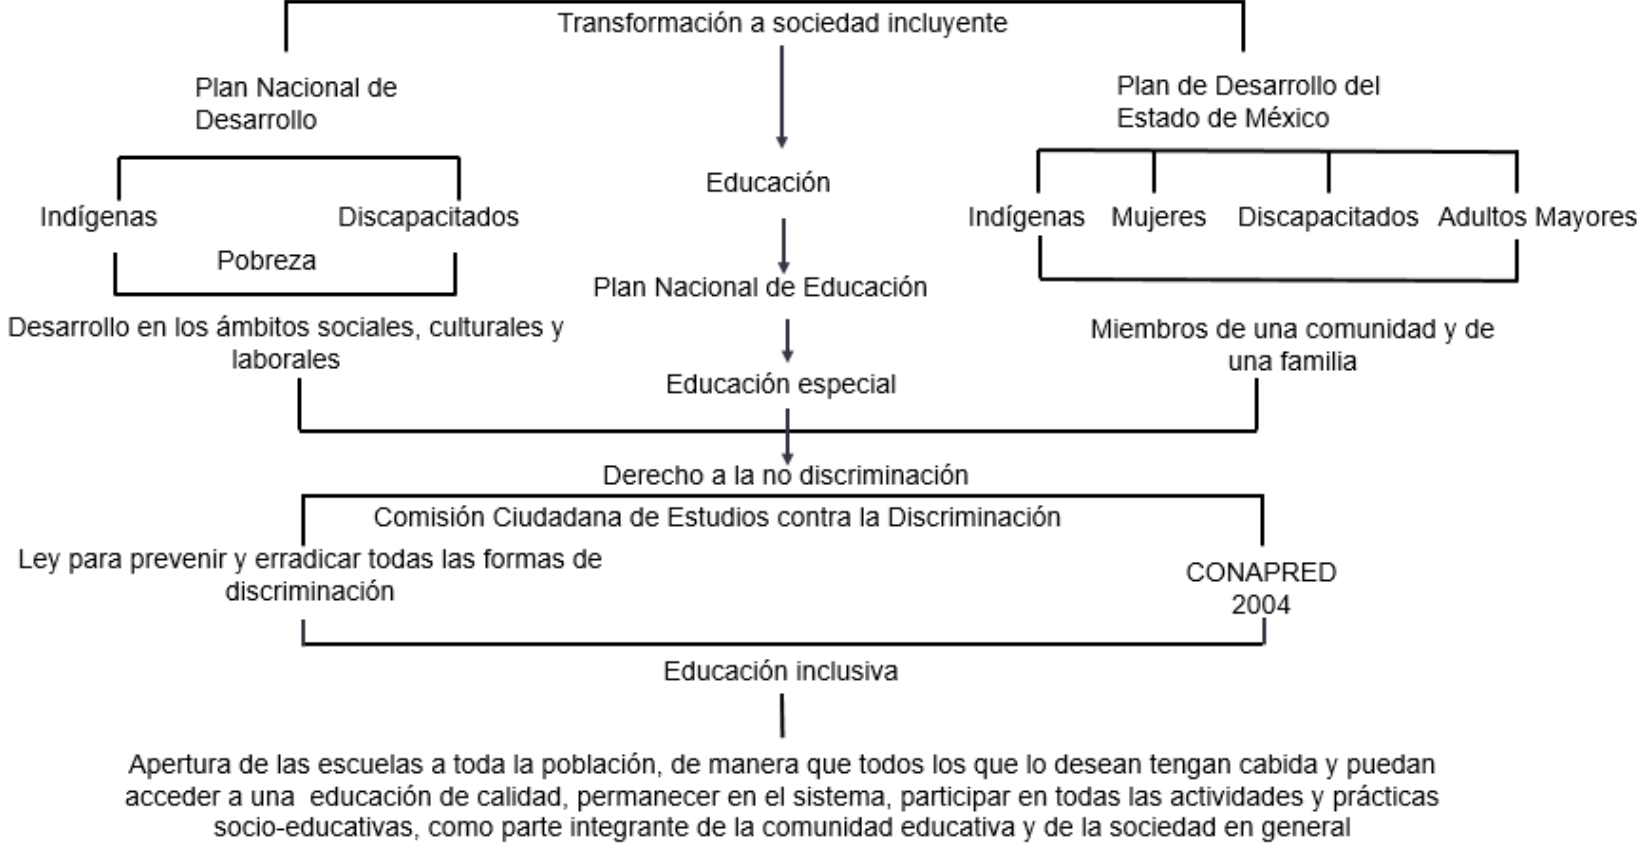 Transformación a sociedad incluyente
Plan Nacional de
Desarrollo
Plan de Desarrollo del
Estado de México
Educación
Indígenas
Discapacitados
Indígenas
Mujeres
Discapacitados
Adultos Mayores
Pobreza
Plan Nacional de Educación
Desarrollo en los ámbitos sociales, culturales y
laborales
Miembros de una comunidad y de
una familia
Educación especial
Derecho a la no discriminación
Comisión Ciudadana de Estudios contra la Discriminación
Ley para prevenir y erradicar todas las formas de
discriminación
CONAPRED
2004
Educación inclusiva
Apertura de las escuelas a toda la población, de manera que todos los que lo desean tengan cabida y puedan
acceder a una educación de calidad, permanecer en el sistema, participar en todas las actividades y prácticas
socio-educativas, como parte integrante de la comunidad educativa y de la sociedad en general